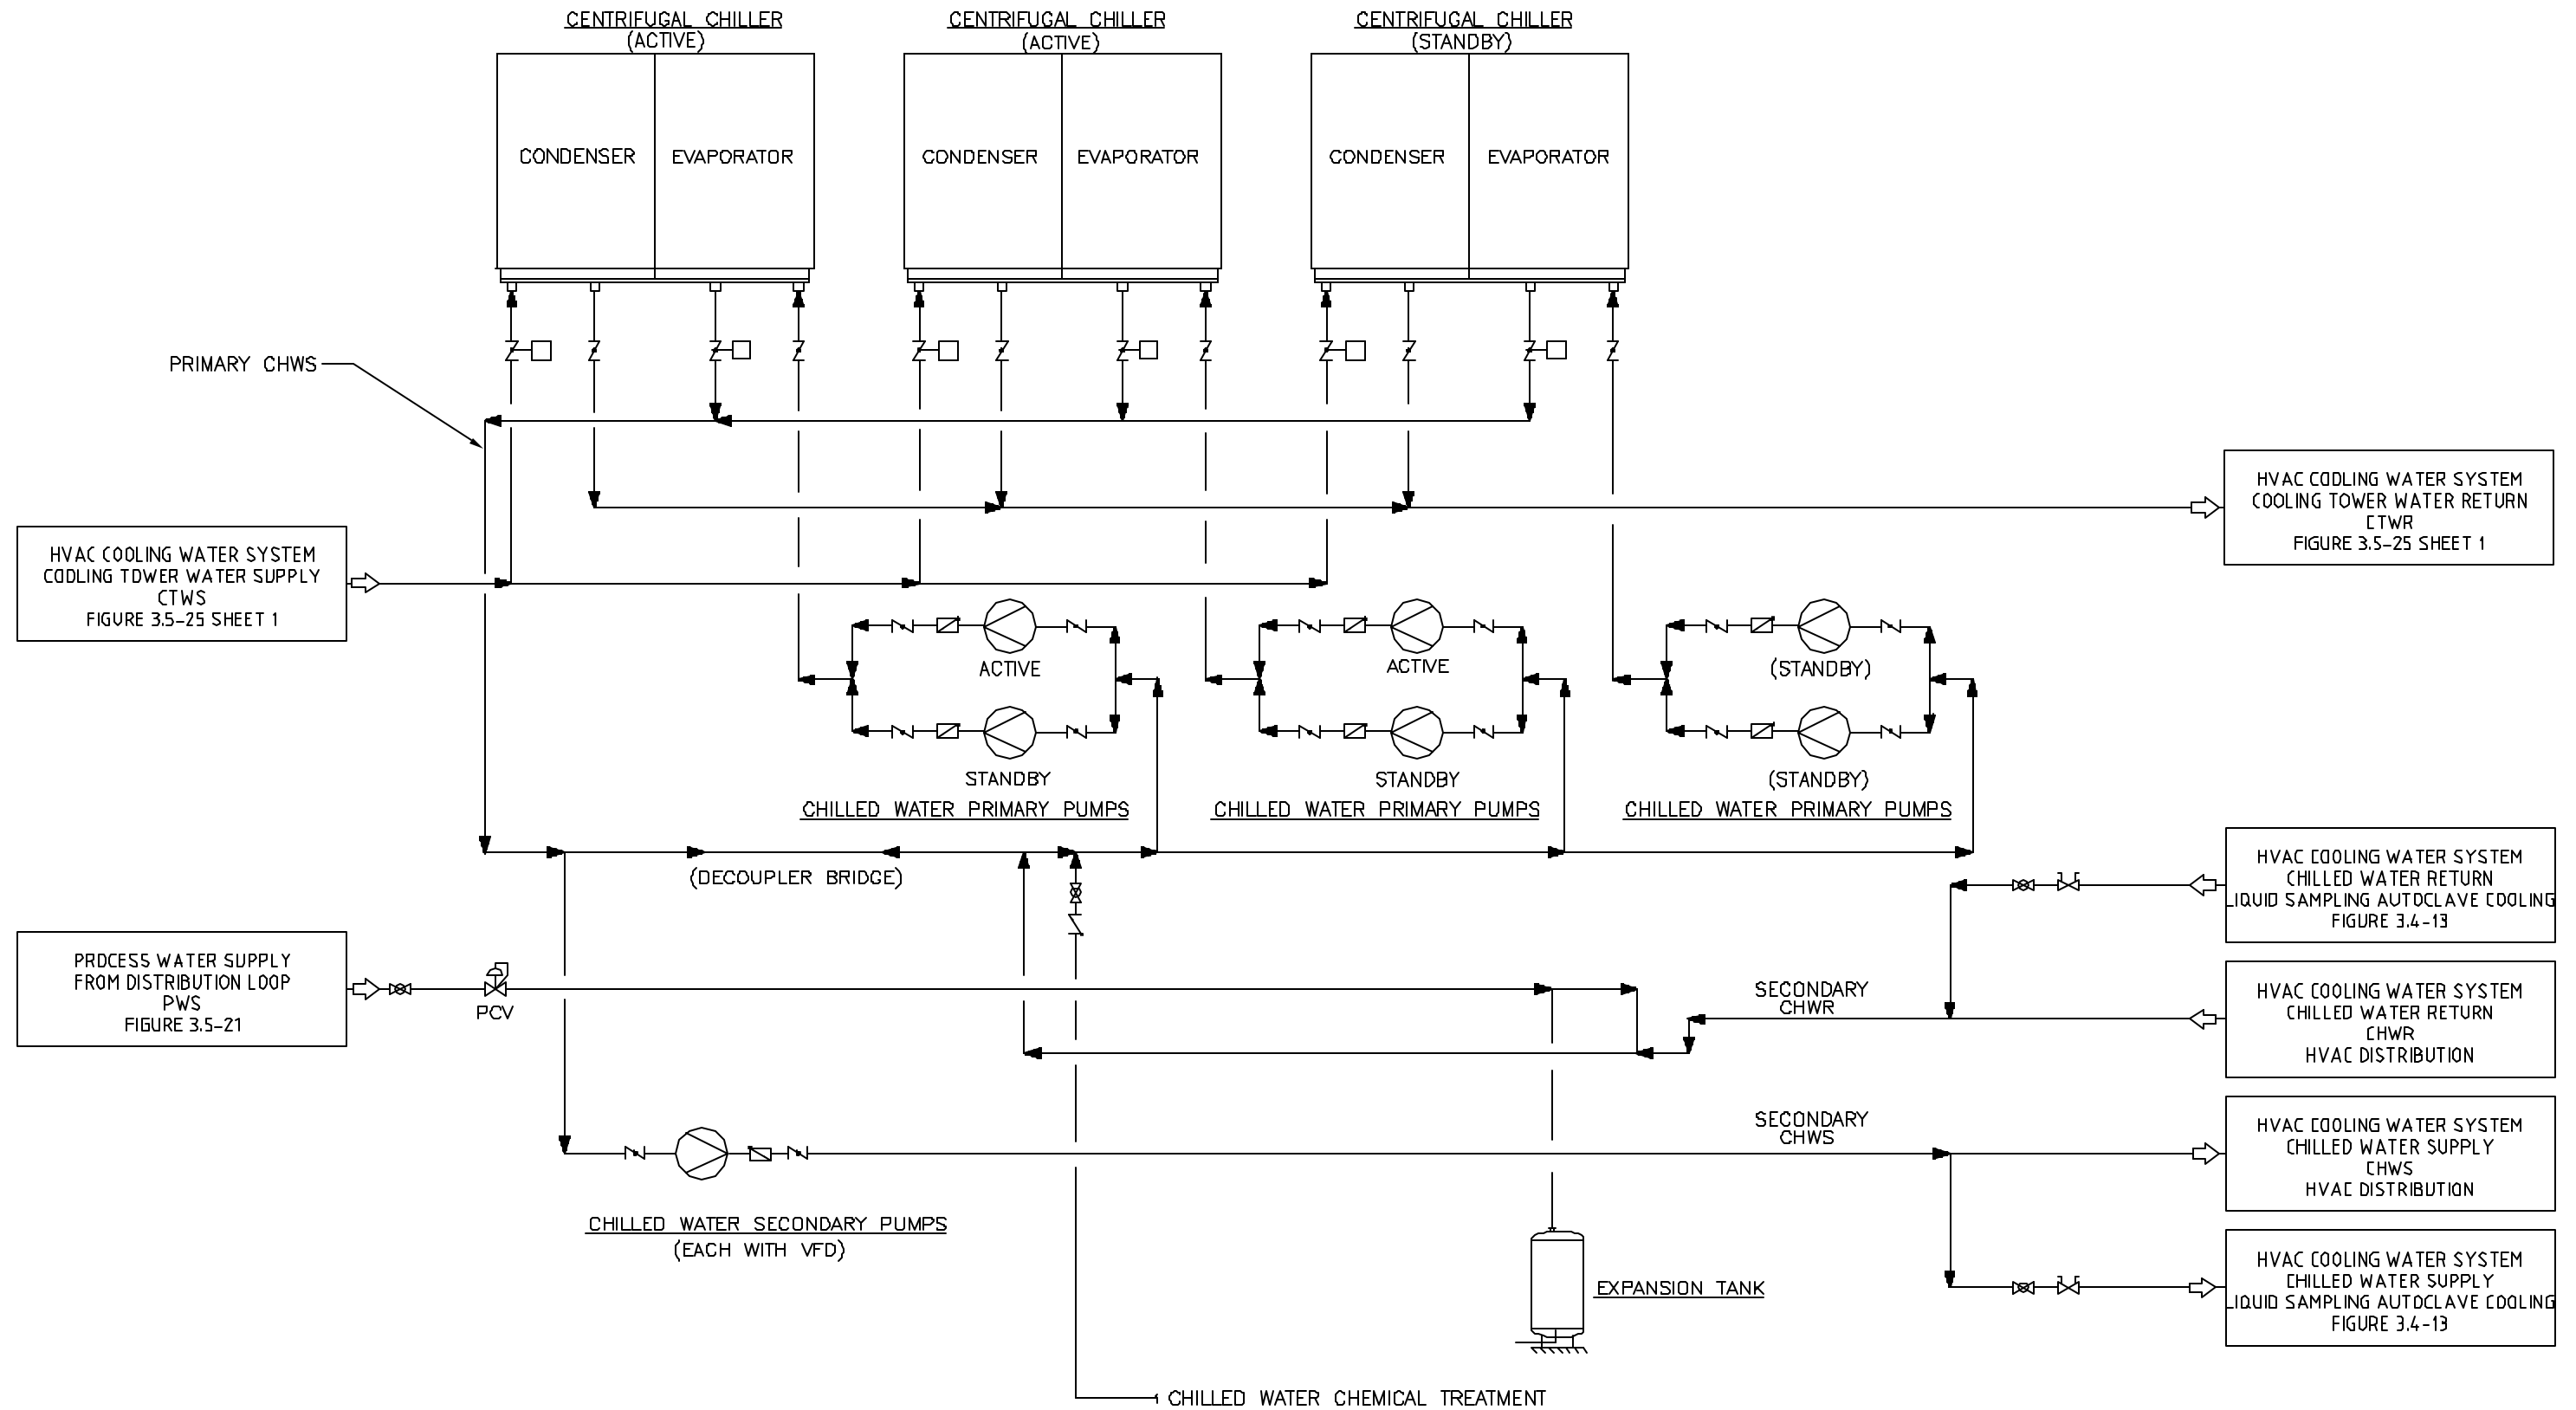 CENTRIFUGAL CHILLER
(ACTIVE)
CENTRIFUGAL CHILLER
(ACTIVE)
CENTRIFUGAL CHILLER
(STANDBY)
CONDENSER
EVAPORATOR
CONDENSER
EVAPORATOR
CONDENSER
EVAPORATOR
PRIMARY CHWS
HVAC COOLING WATER SYSTEM
COOLING TOWER WATER RETURN
CTWR
FIGURE 3.5-25 SHEET 1
HVAC COOLING WATER SYSTEM
COOLING TOWER WATER SUPPLY
CTWS
FIGURE 3.5-25 SHEET 1
ACTIVE
ACTIVE
(STANDBY)
STANDBY
STANDBY
(STANDBY)
CHILLED WATER PRIMARY PUMPS
CHILLED WATER PRIMARY PUMPS
CHILLED WATER PRIMARY PUMPS
(DECOUPLER BRIDGE)
HVAC COOLING WATER SYSTEM
CHILLED WATER RETURN
LIQUID SAMPLING AUTOCLAVE COOLING
FIGURE 3.4-13
PROCESS WATER SUPPLY
FROM DISTRIBUTION LOOP
PWS
FIGURE 3.5-21
PCV
SECONDARY
CHWR
HVAC COOLING WATER SYSTEM
CHILLED WATER RETURN
CHWR
HVAC DISTRIBUTION
SECONDARY
CHWS
HVAC COOLING WATER SYSTEM
CHILLED WATER SUPPLY
CHWS
HVAC DISTRIBUTION
CHILLED WATER SECONDARY PUMPS
(EACH WITH VFD)
EXPANSION TANK
HVAC COOLING WATER SYSTEM
CHILLED WATER SUPPLY
LIQUID SAMPLING AUTOCLAVE COOLING
FIGURE 3.4-13
CHILLED WATER CHEMICAL TREATMENT